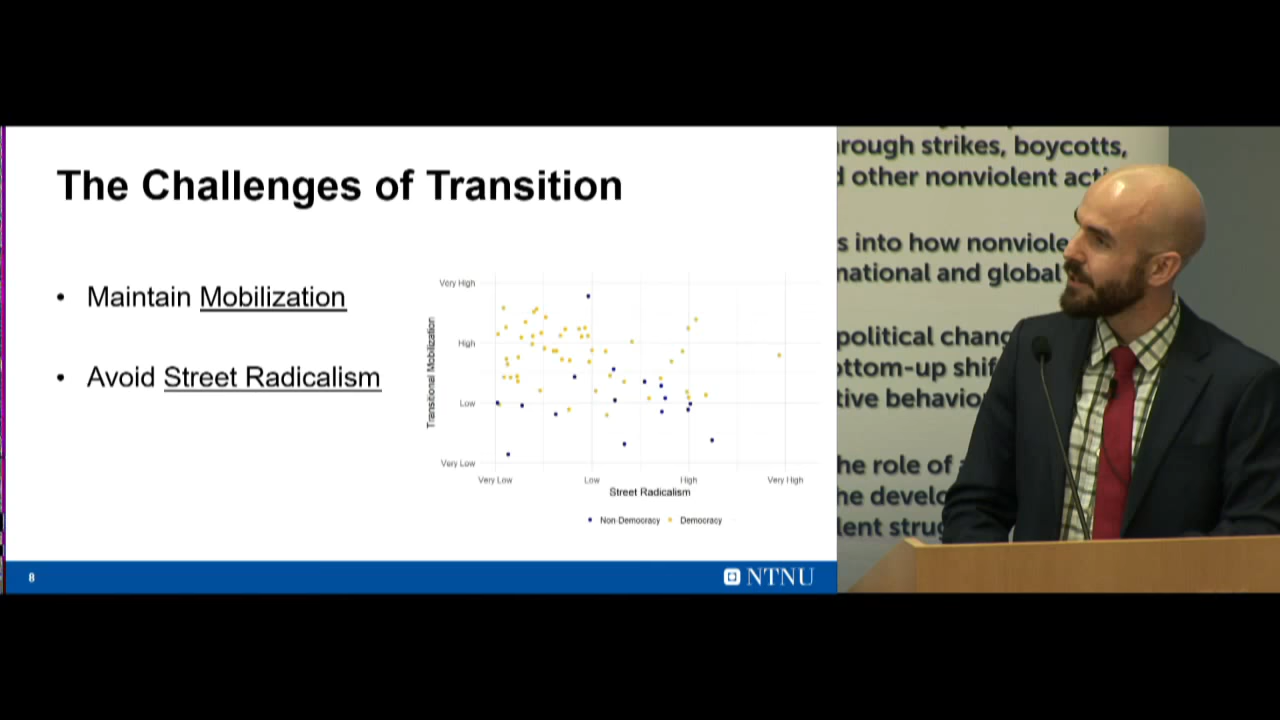 The Challenges of Transition
• Maintain Mobilization
• Avoid Street Radicalism
Transitional Mobilization
Very High
High
Low
Very Low
Very Low
Low
High
Very High
Street Radicalism
Non-Democracy
Democracy
8
NTNU
rough strikes, boycotts,
other nonviolent acti
s into how nonviole
national and global
political chang
ttom-up shif
tive behavio
he role of
he develo
lent strug